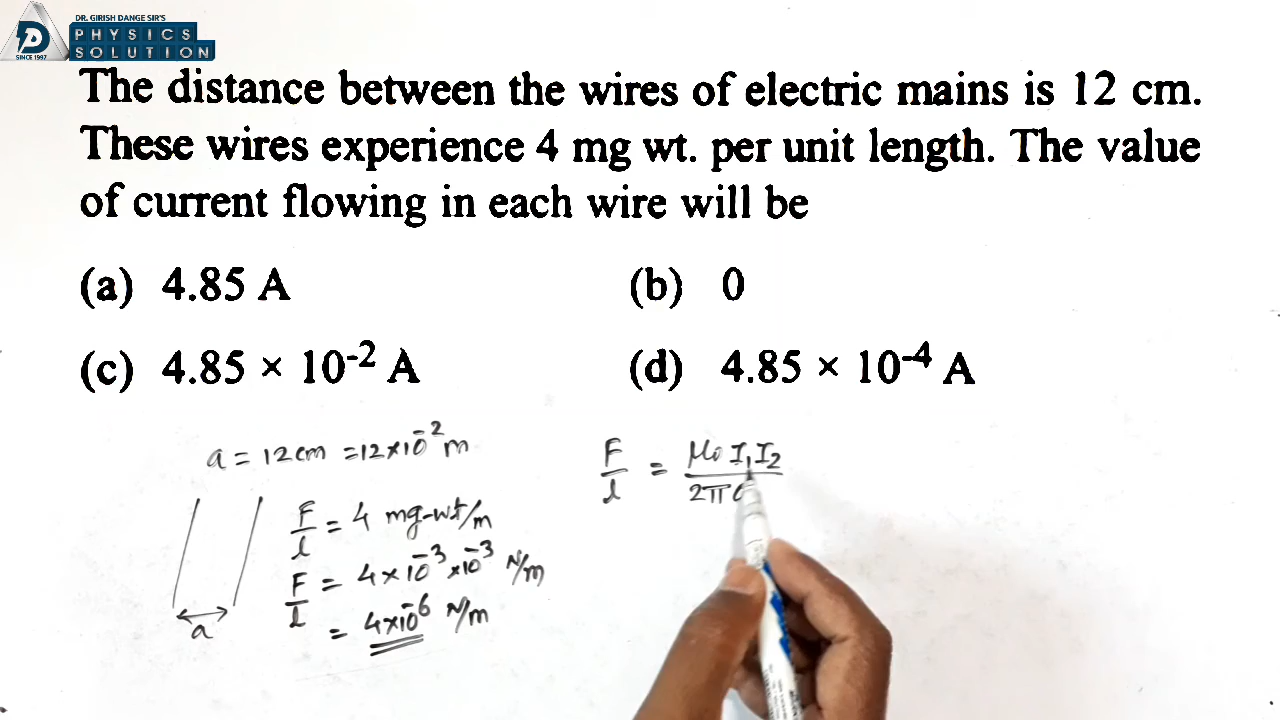 DR. GIRISH DANGE SIR'S
PHYSICS
SOLUTION
SINCE 1997
The distance between the wires of electric mains is 12 cm.
These wires experience 4 mg wt. per unit length. The value
of current flowing in each wire will be
(a) 4.85 A (b) 0
(c) 4.85 × 10⁻² A (d) 4.85 × 10⁻⁴ A
a = 12cm = 12×10⁻² m
F/l = 4 mg-wt/m
F/l = 4×10⁻³×10⁻³ N/m
= 4×10⁻⁶ N/m
a
F/l = μ₀ I₁I₂ / 2π